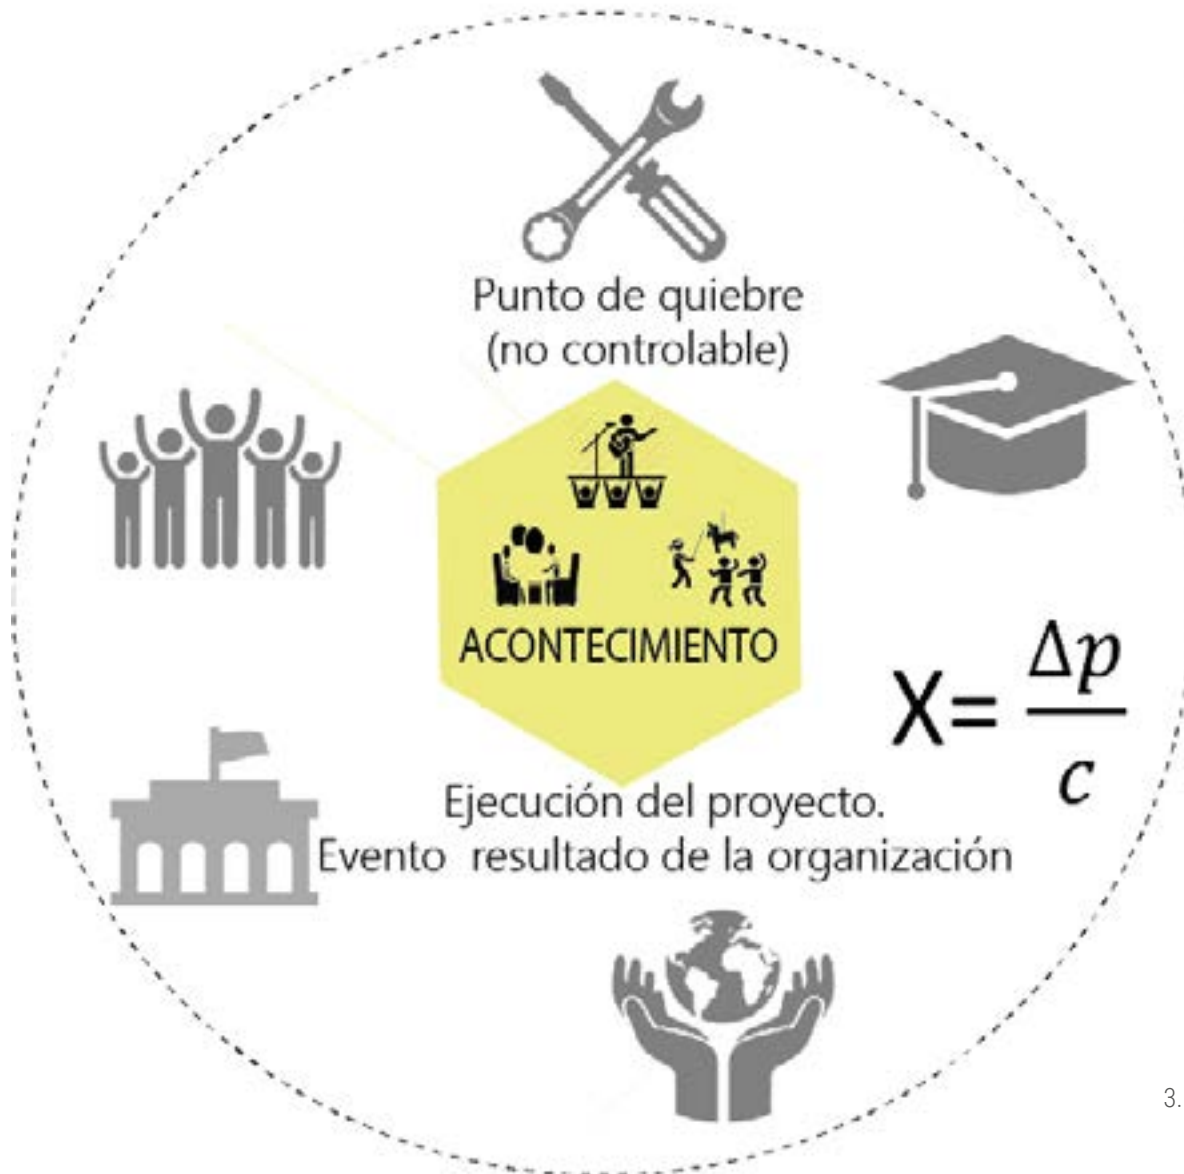 Punto de quiebre
(no controlable)
ACONTECIMIENTO
X= Δp/c
Ejecución del proyecto.
Evento resultado de la organización
3.